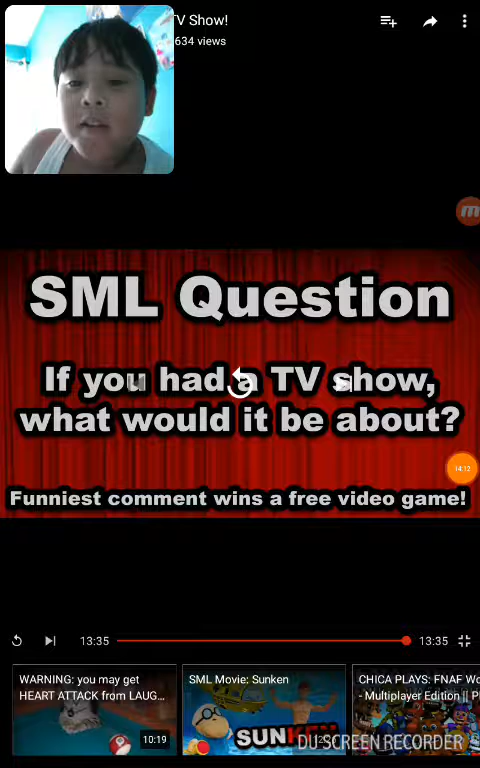 TV Show!
634 views
SML Question
If you had a TV show,
what would it be about?
14:12
Funniest comment wins a free video game!
13:35
13:35
WARNING: you may get
HEART ATTACK from LAUG...
10:19
SML Movie: Sunken
SUNKEN
CHICA PLAYS: FNAF Wo
- Multiplayer Edition || P
DU SCREEN RECORDER